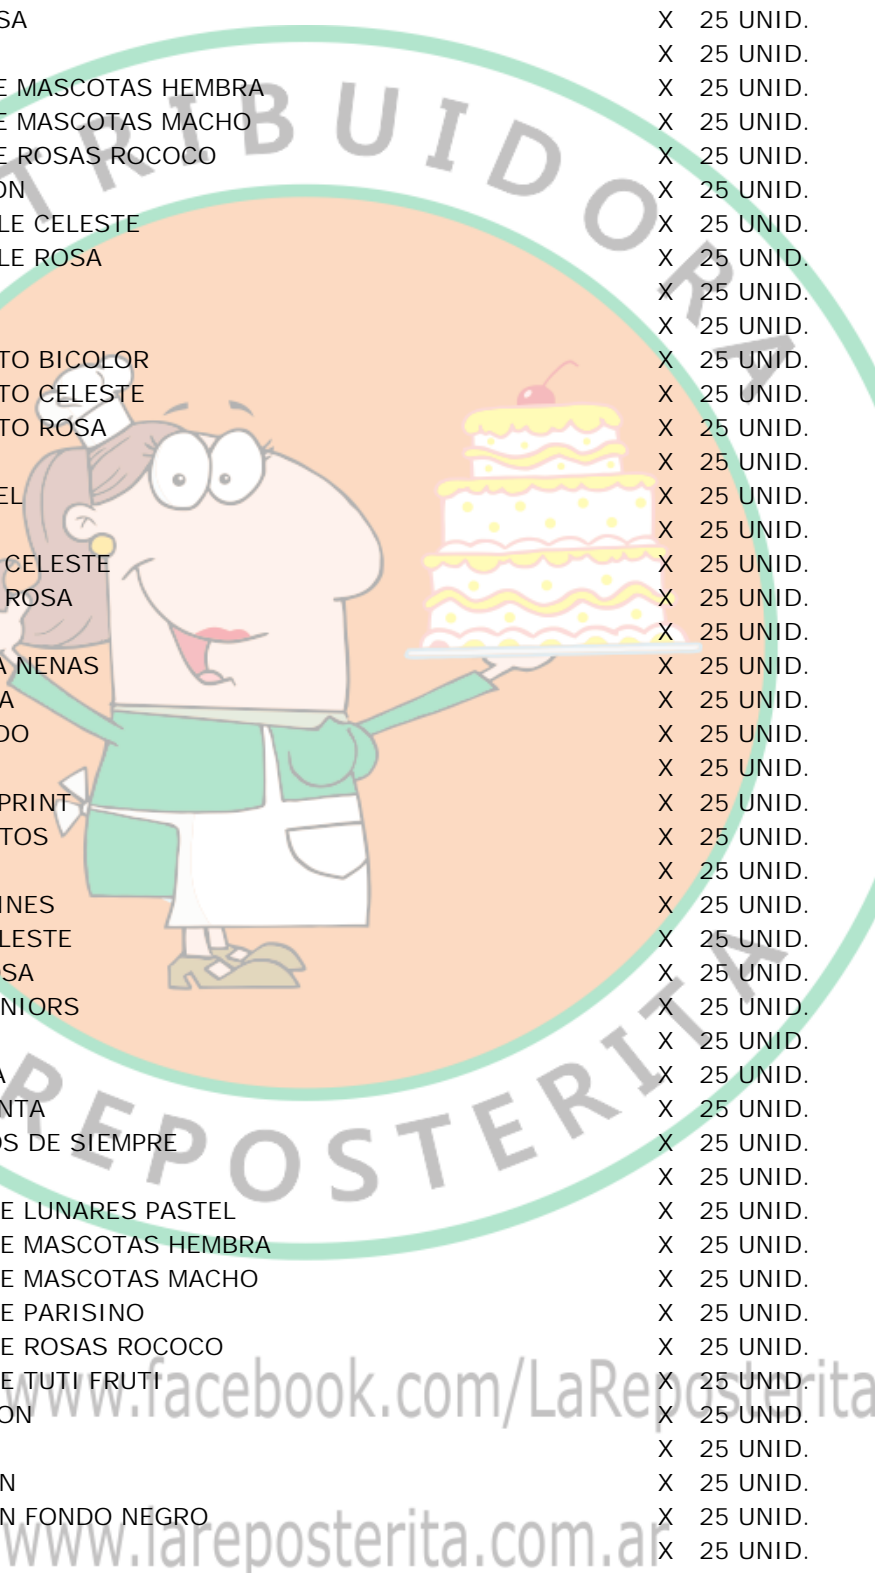 SA X 25 UNID.
X 25 UNID.
E MASCOTAS HEMBRA X 25 UNID.
E MASCOTAS MACHO X 25 UNID.
E ROSAS ROCOCO X 25 UNID.
ON X 25 UNID.
LE CELESTE X 25 UNID.
LE ROSA X 25 UNID.
X 25 UNID.
X 25 UNID.
TO BICOLOR X 25 UNID.
TO CELESTE X 25 UNID.
TO ROSA X 25 UNID.
X 25 UNID.
EL X 25 UNID.
X 25 UNID.
CELESTE X 25 UNID.
ROSA X 25 UNID.
X 25 UNID.
A NENAS X 25 UNID.
A X 25 UNID.
DO X 25 UNID.
X 25 UNID.
PRINT X 25 UNID.
TOS X 25 UNID.
X 25 UNID.
INES X 25 UNID.
LESTE X 25 UNID.
OSA X 25 UNID.
NIORS X 25 UNID.
X 25 UNID.
A X 25 UNID.
NTA X 25 UNID.
OS DE SIEMPRE X 25 UNID.
X 25 UNID.
E LUNARES PASTEL X 25 UNID.
E MASCOTAS HEMBRA X 25 UNID.
E MASCOTAS MACHO X 25 UNID.
E PARISINO X 25 UNID.
E ROSAS ROCOCO X 25 UNID.
E TUTI FRUTI X 25 UNID.
ON X 25 UNID.
X 25 UNID.
N X 25 UNID.
N FONDO NEGRO X 25 UNID.
X 25 UNID.
TRIBUIDORA
REPOSTERITA
www.facebook.com/LaReposterita
www.lareposterita.com.ar